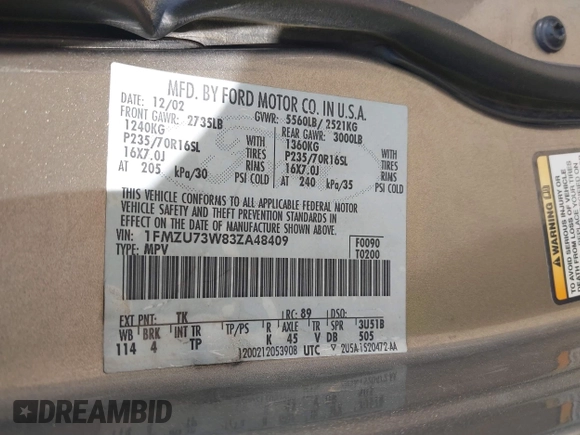 MFD. BY FORD MOTOR CO. IN U.S.A.
DATE: 12/02 GVWR: 5560LB/2521KG
FRONT GAWR: 2735LB REAR GAWR: 3000LB
1240KG WITH 1360KG WITH
P235/70R16SL TIRES P235/70R16SL TIRES
16X7.0J RIMS 16X7.0J RIMS
AT 205 kPa/30 PSI COLD AT 240 kPa/35 PSI COLD
THIS VEHICLE CONFORMS TO ALL APPLICABLE FEDERAL MOTOR
VEHICLE SAFETY AND THEFT PREVENTION STANDARDS IN
EFFECT ON THE DATE OF MANUFACTURE SHOWN ABOVE.
VIN: 1FMZU73W83ZA48409 F0090
TYPE: MPV T0200
EXT PNT: TK RC: 89 DSO:
WB BRK INT TR TP/PS R AXLE TR SPR 3U51B
114 4 TP K 45 V DB 505
1200212053908 UTC 2U5A-1520472-AA
WARNING
DREAMBID